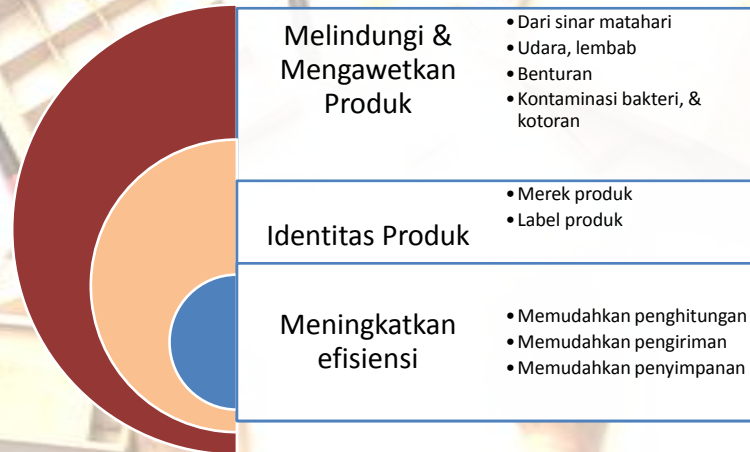 Melindungi &
Mengawetkan
Produk
•Dari sinar matahari
•Udara, lembab
•Benturan
•Kontaminasi bakteri, &
kotoran
Identitas Produk
•Merek produk
•Label produk
Meningkatkan
efisiensi
•Memudahkan penghitungan
•Memudahkan pengiriman
•Memudahkan penyimpanan